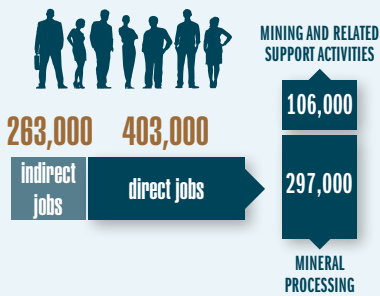 MINING AND RELATED
SUPPORT ACTIVITIES
106,000
263,000 403,000
indirect
jobs
direct jobs
297,000
MINERAL
PROCESSING